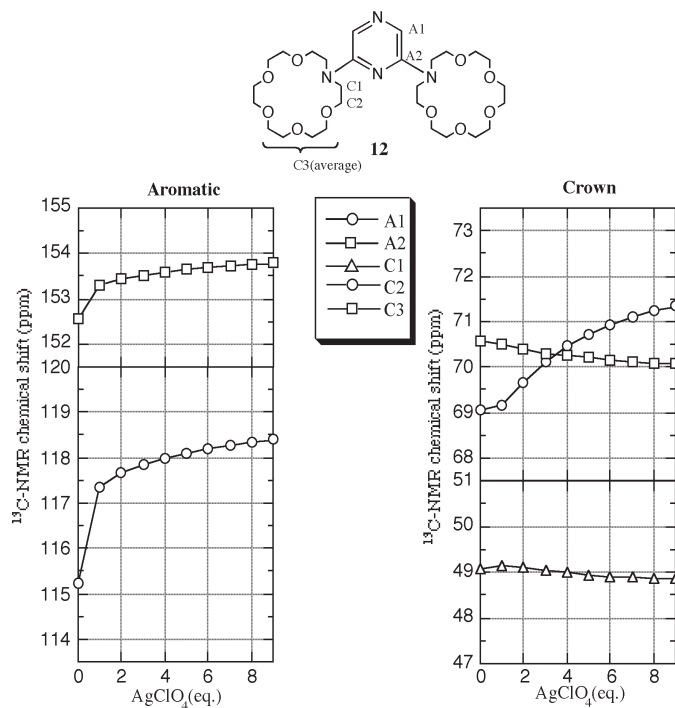 N
A1
A2
N
N
N
C1
C2
O
O
O
O
O
O
O
O
O
O
12
C3(average)
Aromatic
Crown
A1
A2
C1
C2
C3
¹³C-NMR chemical shift (ppm)
155
154
153
152
120
119
118
117
116
115
114
0
2
4
6
8
AgClO₄(eq.)
¹³C-NMR chemical shift (ppm)
73
72
71
70
69
68
51
50
49
48
47
0
2
4
6
8
AgClO₄(eq.)